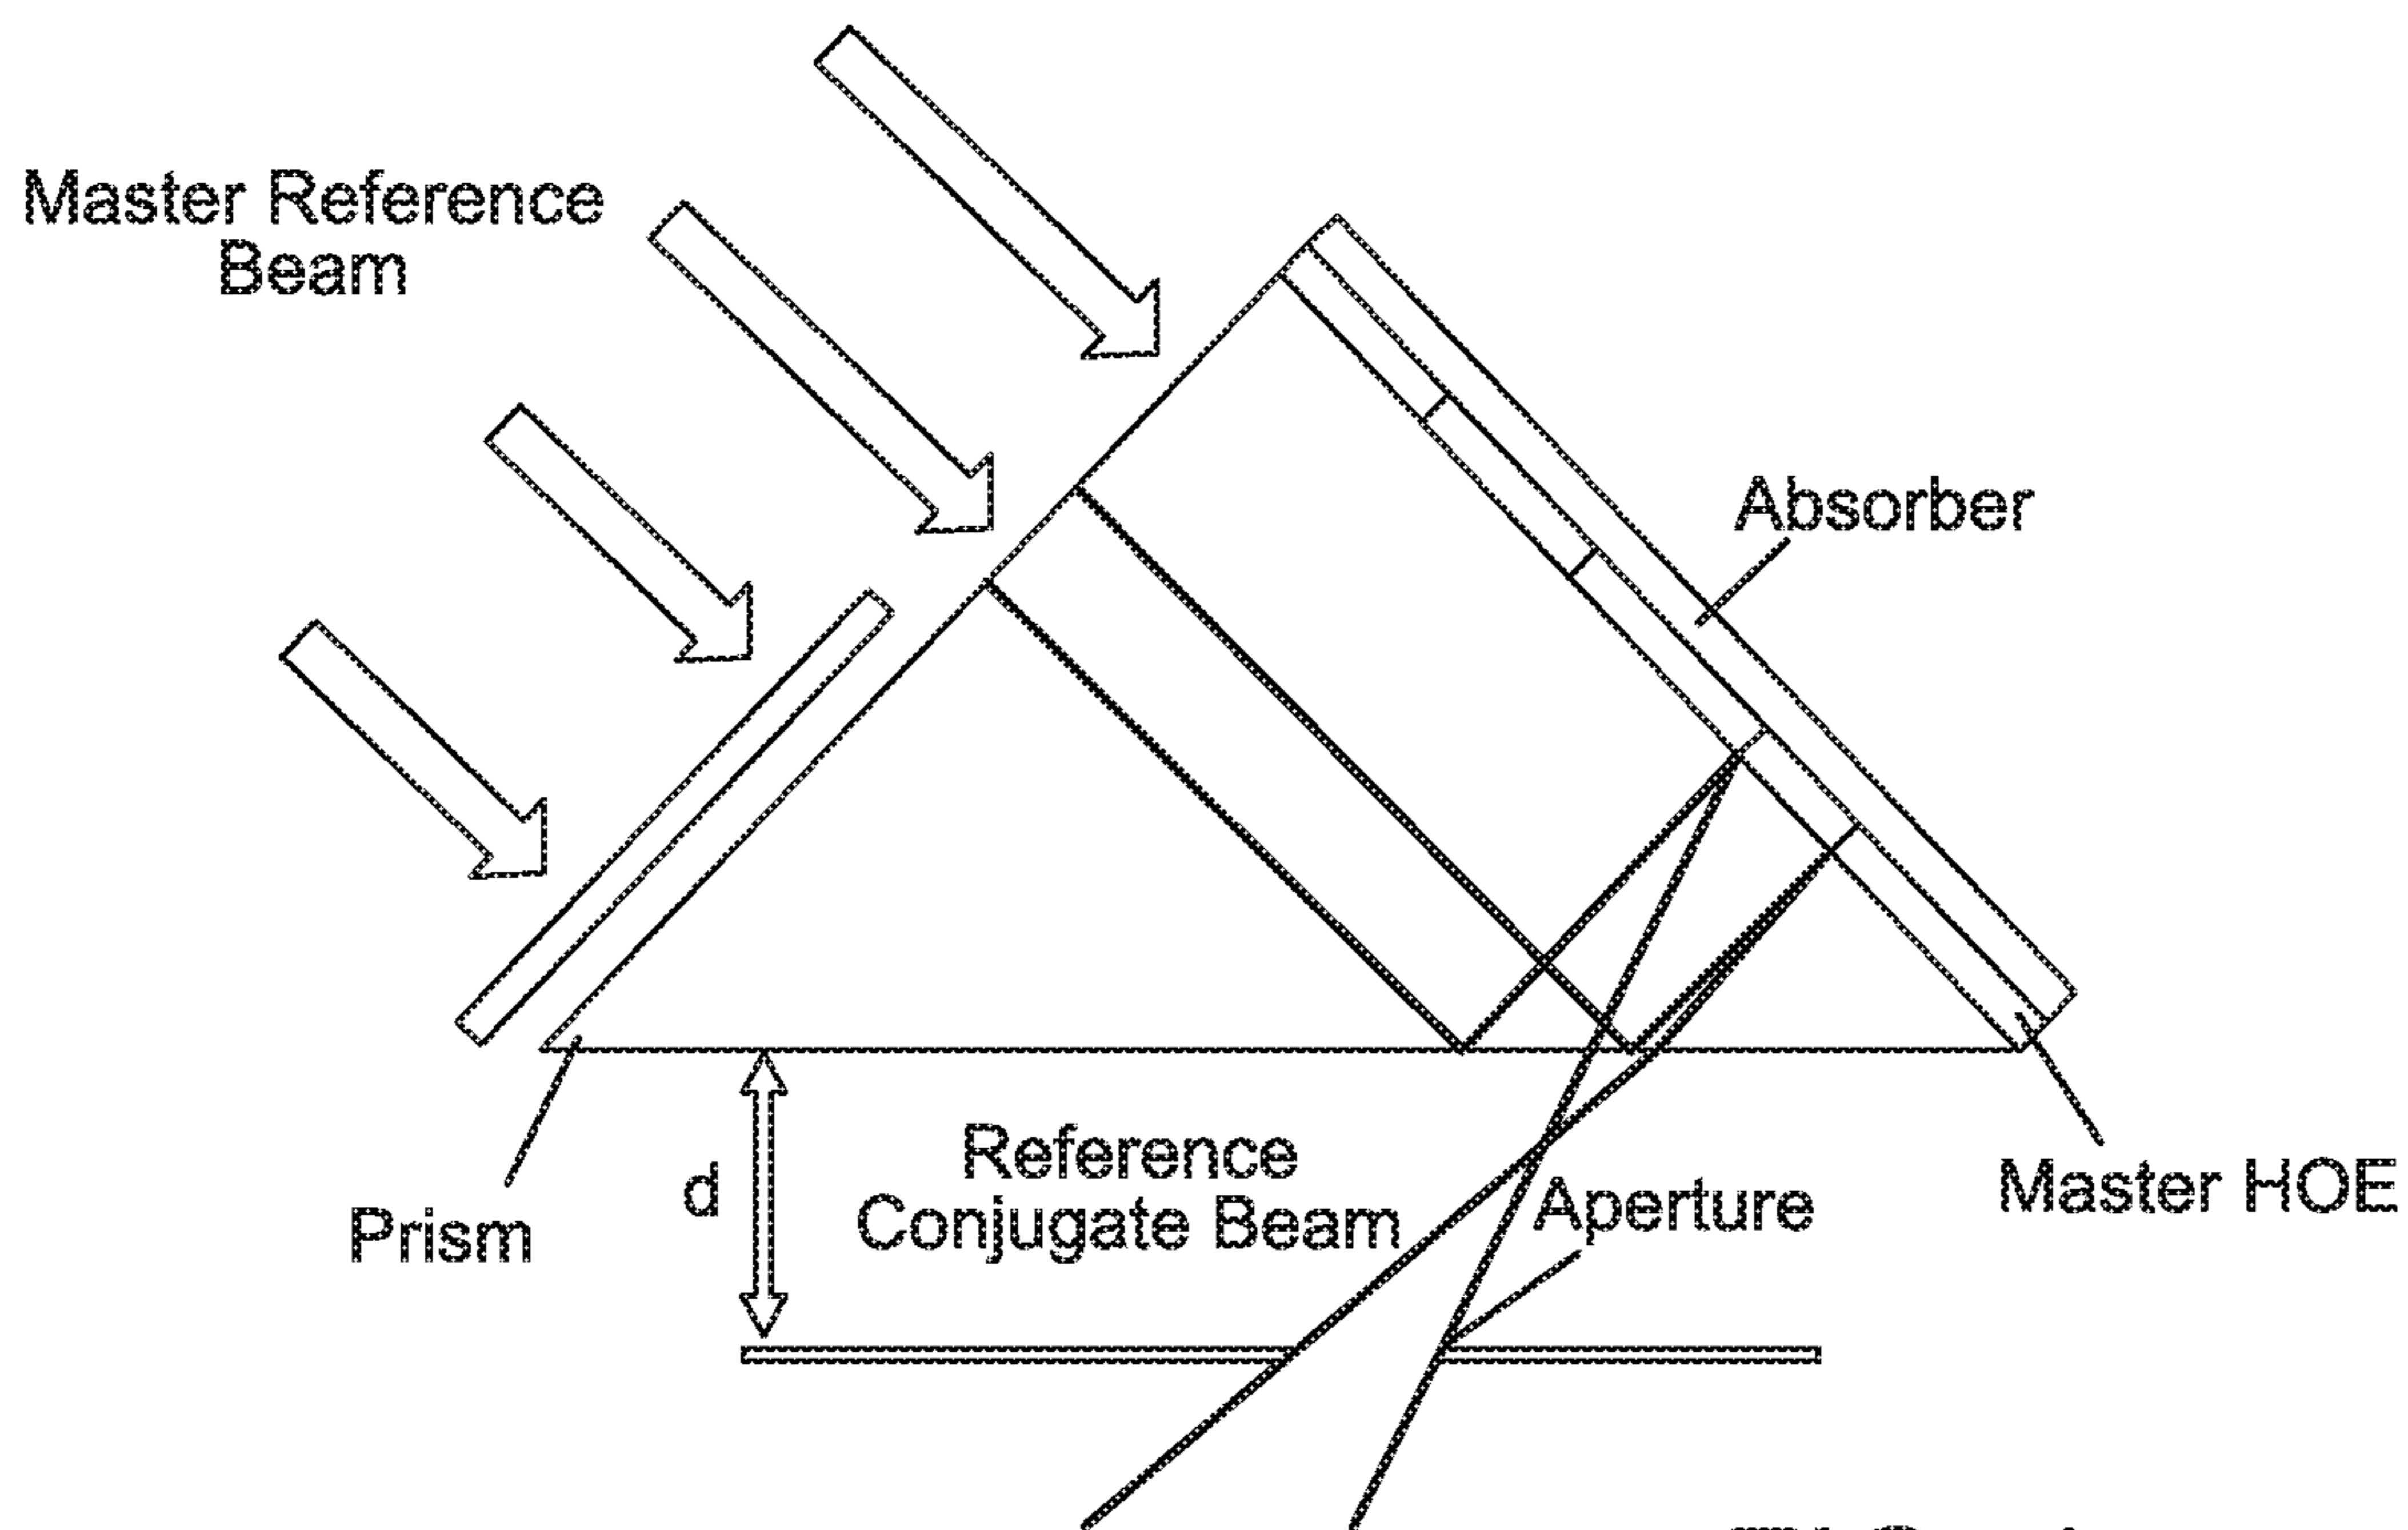 Master Reference
Beam
Absorber
d
Reference
Conjugate Beam
Aperture
Prism
Master HOE